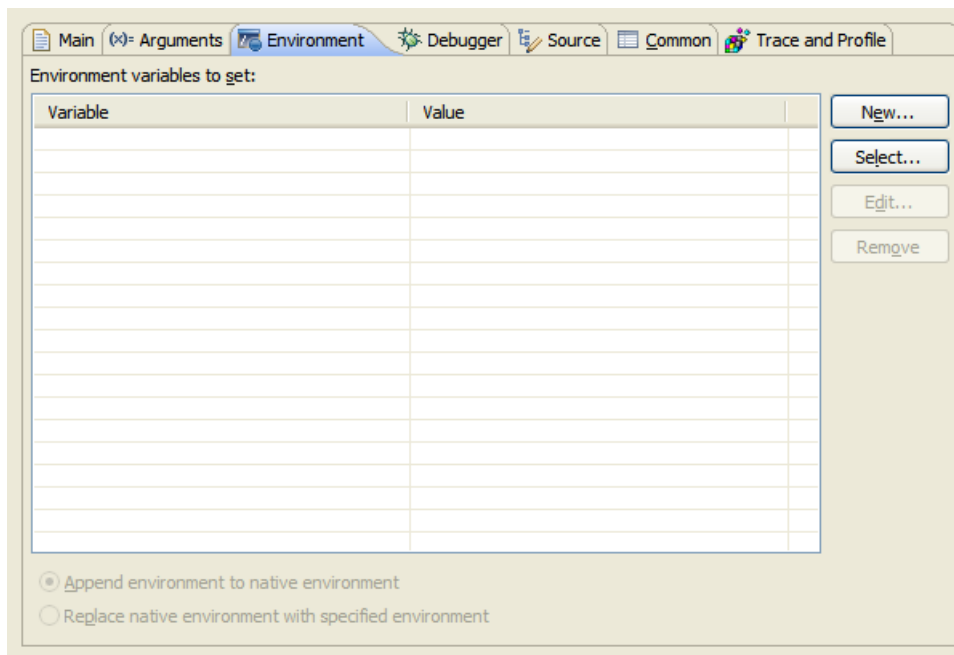 Main (x)= Arguments Environment Debugger Source Common Trace and Profile
Environment variables to set:
Variable Value
New...
Select...
Edit...
Remove
Append environment to native environment
Replace native environment with specified environment